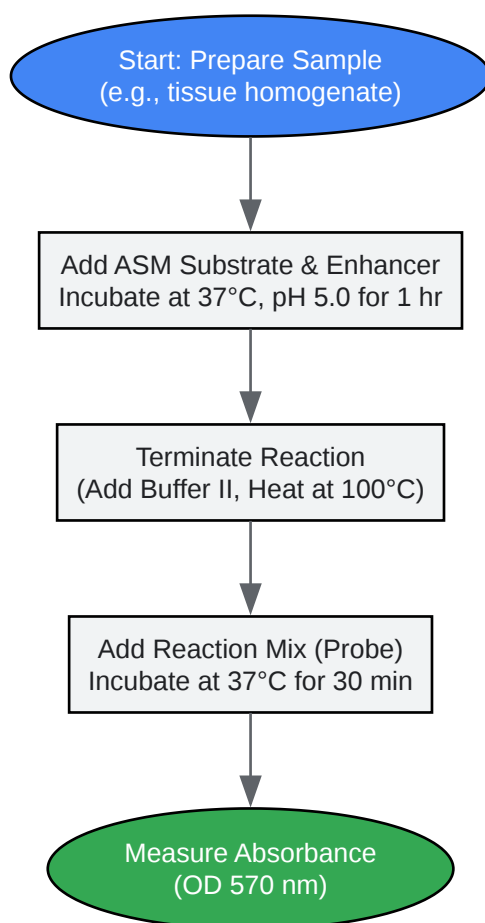 Start: Prepare Sample
(e.g., tissue homogenate)
Add ASM Substrate & Enhancer
Incubate at 37°C, pH 5.0 for 1 hr
Terminate Reaction
(Add Buffer II, Heat at 100°C)
Add Reaction Mix (Probe)
Incubate at 37°C for 30 min
Measure Absorbance
(OD 570 nm)